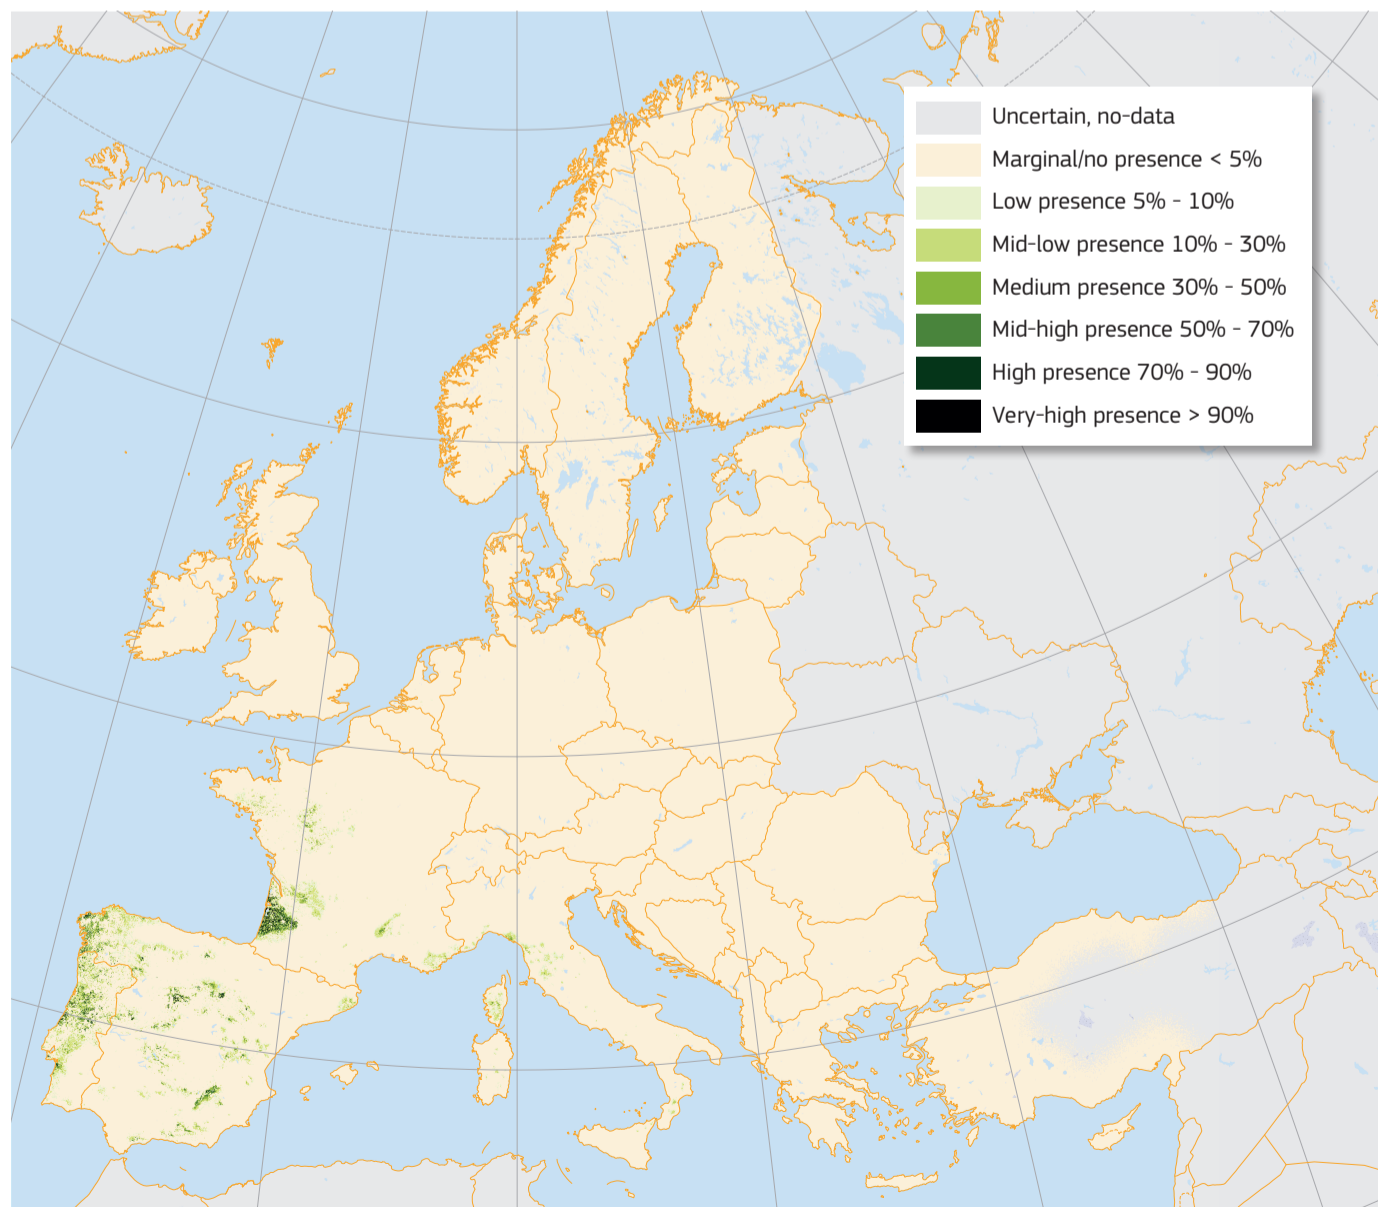 Uncertain, no-data
Marginal/no presence < 5%
Low presence 5% - 10%
Mid-low presence 10% - 30%
Medium presence 30% - 50%
Mid-high presence 50% - 70%
High presence 70% - 90%
Very-high presence > 90%